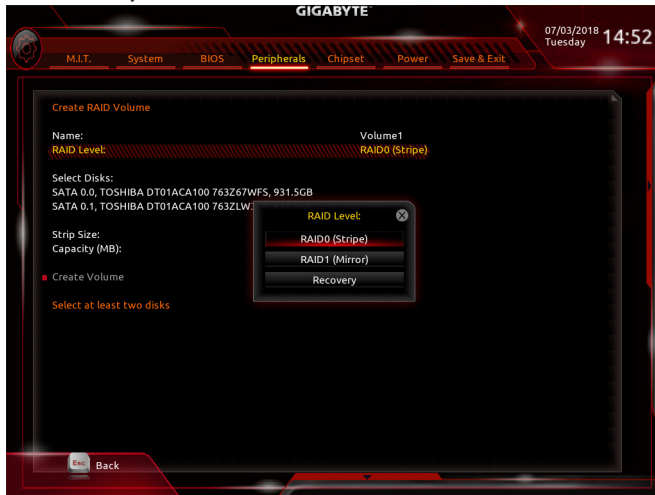 GIGABYTE
07/03/2018 14:52
Tuesday
M.I.T. System BIOS Peripherals Chipset Power Save & Exit
Create RAID Volume
Name: Volume1
RAID Level: RAID0 (Stripe)
Select Disks:
SATA 0.0, TOSHIBA DT01ACA100 763Z67WFS, 931.5GB
SATA 0.1, TOSHIBA DT01ACA100 763ZLW
RAID Level:
RAID0 (Stripe)
RAID1 (Mirror)
Recovery
Strip Size:
Capacity (MB):
Create Volume
Select at least two disks
Esc Back